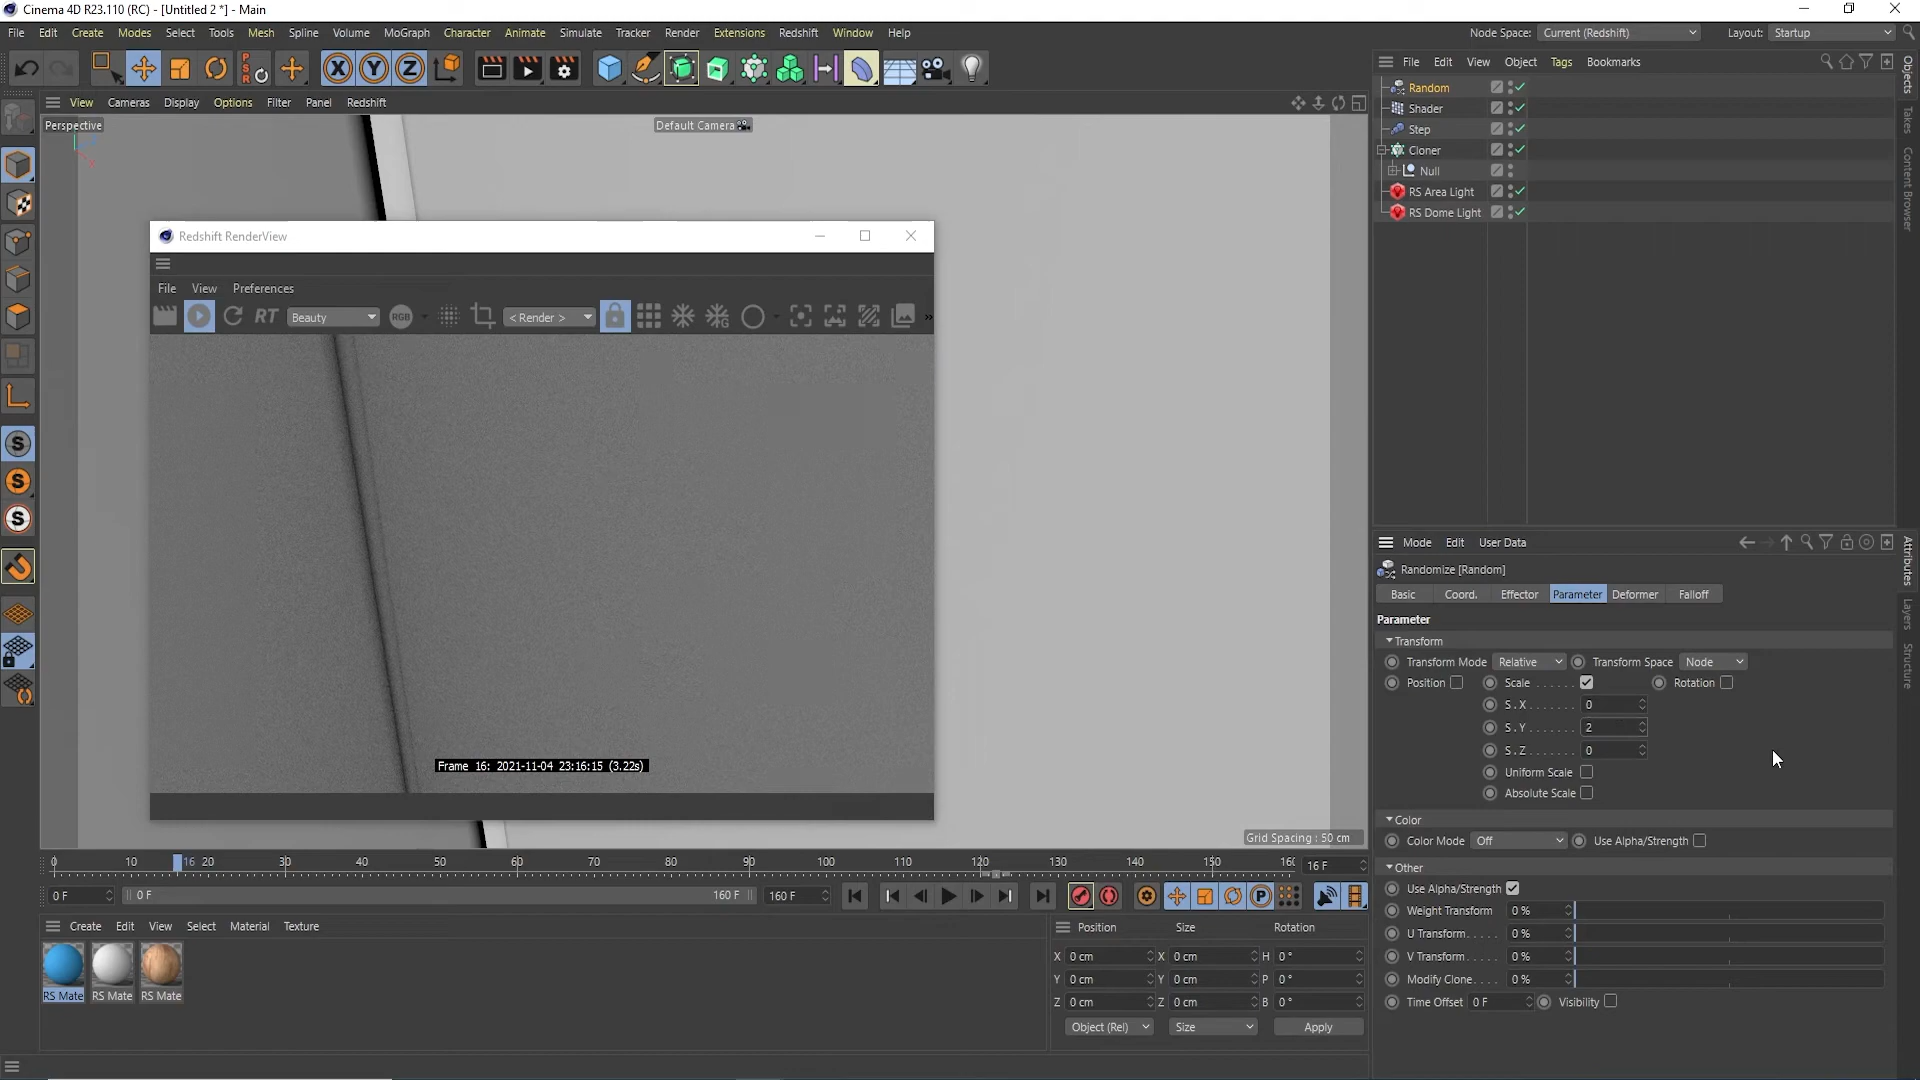 Cinema 4D R23.110 (RC) - [Untitled 2 *] - Main
File Edit Create Modes Select Tools Mesh Spline Volume MoGraph Character Animate Simulate Tracker Render Extensions Redshift Window Help
Node Space: Current (Redshift) Layout: Startup
File Edit View Object Tags Bookmarks
View Cameras Display Options Filter Panel Redshift
Perspective
Default Camera
Random
Shader
Step
Cloner
Null
RS Area Light
RS Dome Light
Objects
Takes
Content Browser
Redshift RenderView
File View Preferences
RT Beauty RGB < Render >
Frame 16: 2021-11-04 23:16:15 (3.22s)
Grid Spacing : 50 cm
Mode Edit User Data
Randomize [Random]
Basic Coord. Effector Parameter Deformer Falloff
Parameter
Transform
Transform Mode Relative Transform Space Node
Position Scale . . . . . . Rotation
S . X . . . . . . . 0
S . Y . . . . . . . 2
S . Z . . . . . . . 0
Uniform Scale
Absolute Scale
Color
Color Mode Off Use Alpha/Strength
Other
Use Alpha/Strength
Weight Transform 0 %
U Transform . . . . . 0 %
V Transform . . . . . 0 %
Modify Clone . . . . 0 %
Time Offset 0 F Visibility
Attributes
Layers
Structure
0 10 16 20 30 40 50 60 70 80 90 100 110 120 130 140 150 16 16 F
0 F 0 F 160 F 160 F
Create Edit View Select Material Texture
RS Mate RS Mate RS Mate
Position Size Rotation
X 0 cm X 0 cm H 0 °
Y 0 cm Y 0 cm P 0 °
Z 0 cm Z 0 cm B 0 °
Object (Rel) Size Apply